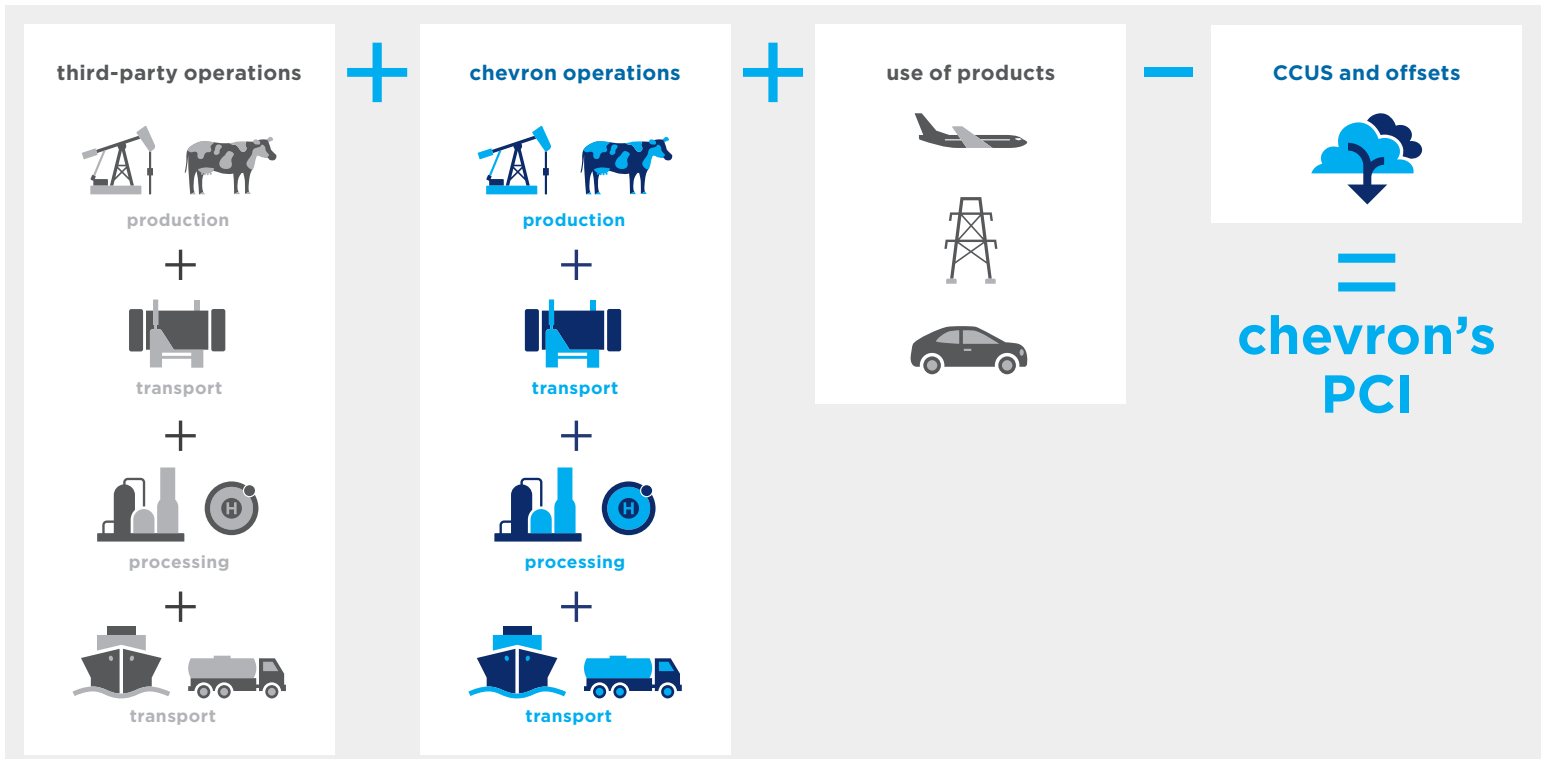 third-party operations
production
+
transport
+
processing
+
transport
+
chevron operations
production
+
transport
+
H
processing
+
transport
+
use of products
−
CCUS and offsets
=
chevron's
PCI